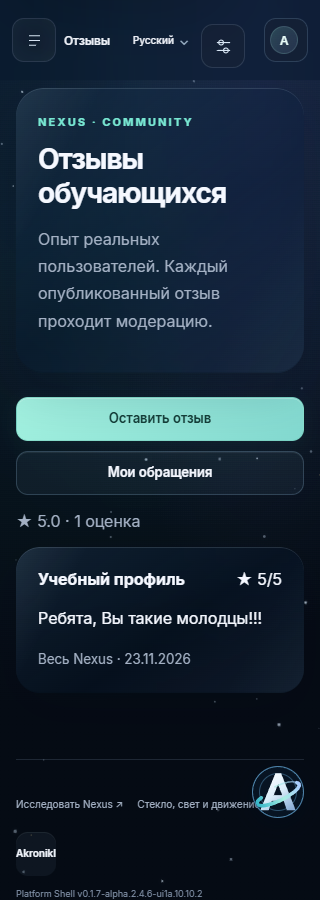 Отзывы
Русский
A
NEXUS · COMMUNITY
Отзывы
обучающихся
Опыт реальных
пользователей. Каждый
опубликованный отзыв
проходит модерацию.
Оставить отзыв
Мои обращения
★ 5.0 · 1 оценка
Учебный профиль ★ 5/5
Ребята, Вы такие молодцы!!!
Весь Nexus · 23.11.2026
Исследовать Nexus ↗ Стекло, свет и движени
A
Akronikl
Platform Shell v0.1.7-alpha.2.4.6-ui1a.10.10.2